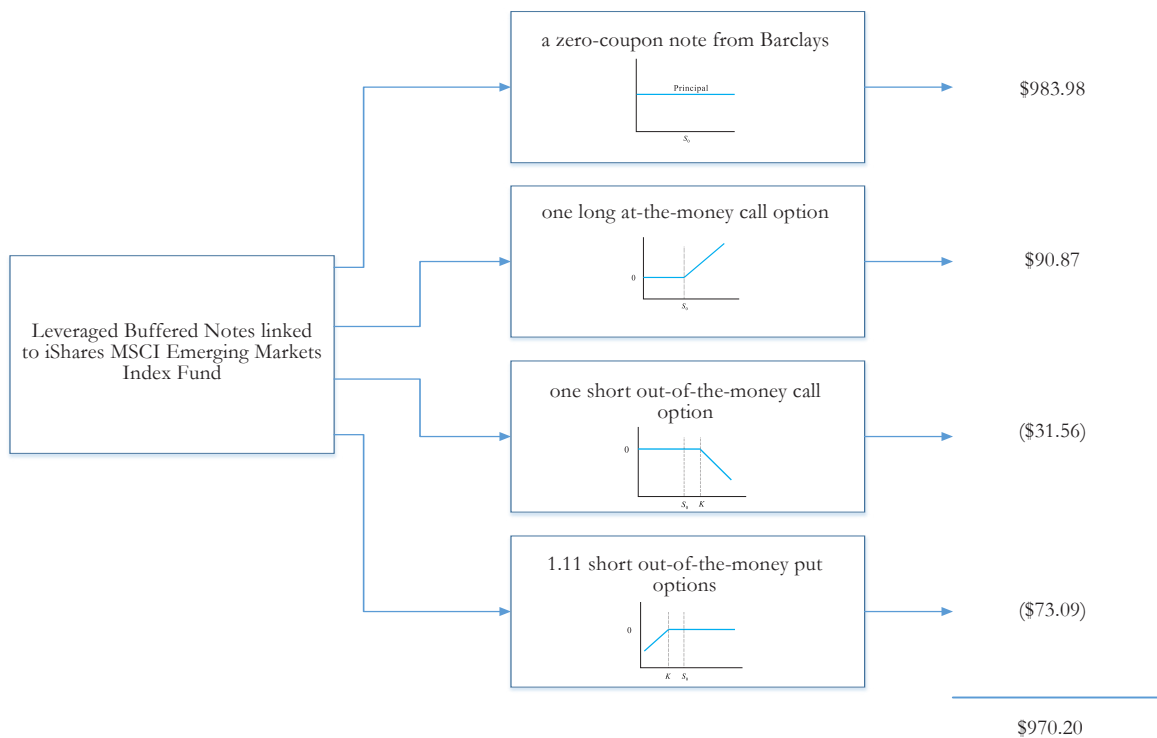 a zero-coupon note from Barclays
Principal
S₀
$983.98
one long at-the-money call option
0
S₀
$90.87
Leveraged Buffered Notes linked
to iShares MSCI Emerging Markets
Index Fund
one short out-of-the-money call
option
0
S₀ K
($31.56)
1.11 short out-of-the-money put
options
0
K S₀
($73.09)
$970.20